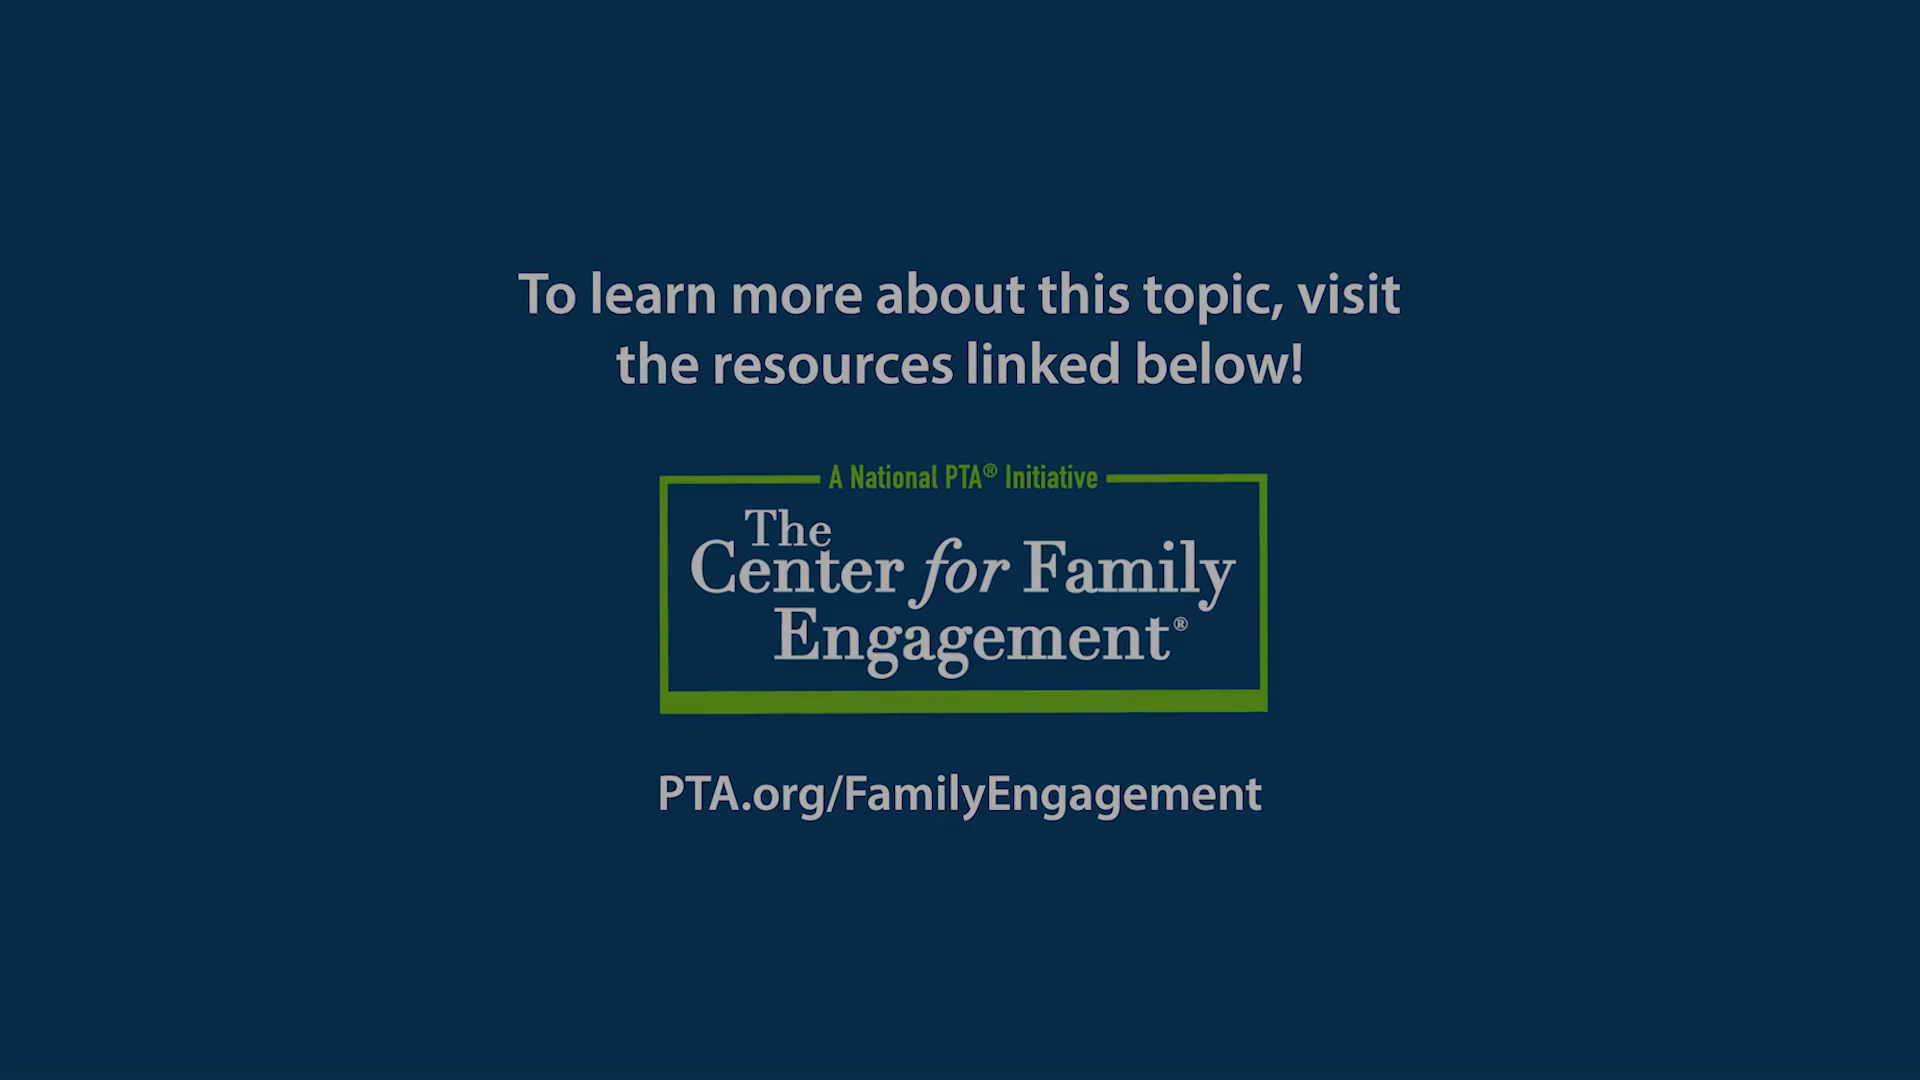 To learn more about this topic, visit
the resources linked below!
A National PTA® Initiative
The
Center for Family
Engagement®
PTA.org/FamilyEngagement